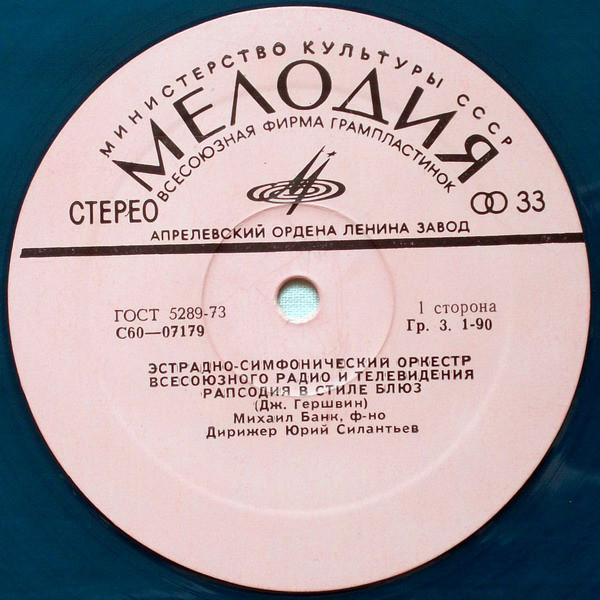 МИНИСТЕРСТВО КУЛЬТУРЫ СССР
МЕЛОДИЯ
ВСЕСОЮЗНАЯ ФИРМА ГРАМПЛАСТИНОК
СТЕРЕО
33
АПРЕЛЕВСКИЙ ОРДЕНА ЛЕНИНА ЗАВОД
ГОСТ 5289-73
1 сторона
С60—07179
Гр. 3. 1-90
ЭСТРАДНО-СИМФОНИЧЕСКИЙ ОРКЕСТР
ВСЕСОЮЗНОГО РАДИО И ТЕЛЕВИДЕНИЯ
РАПСОДИЯ В СТИЛЕ БЛЮЗ
(Дж. Гершвин)
Михаил Банк, ф-но
Дирижер Юрий Силантьев